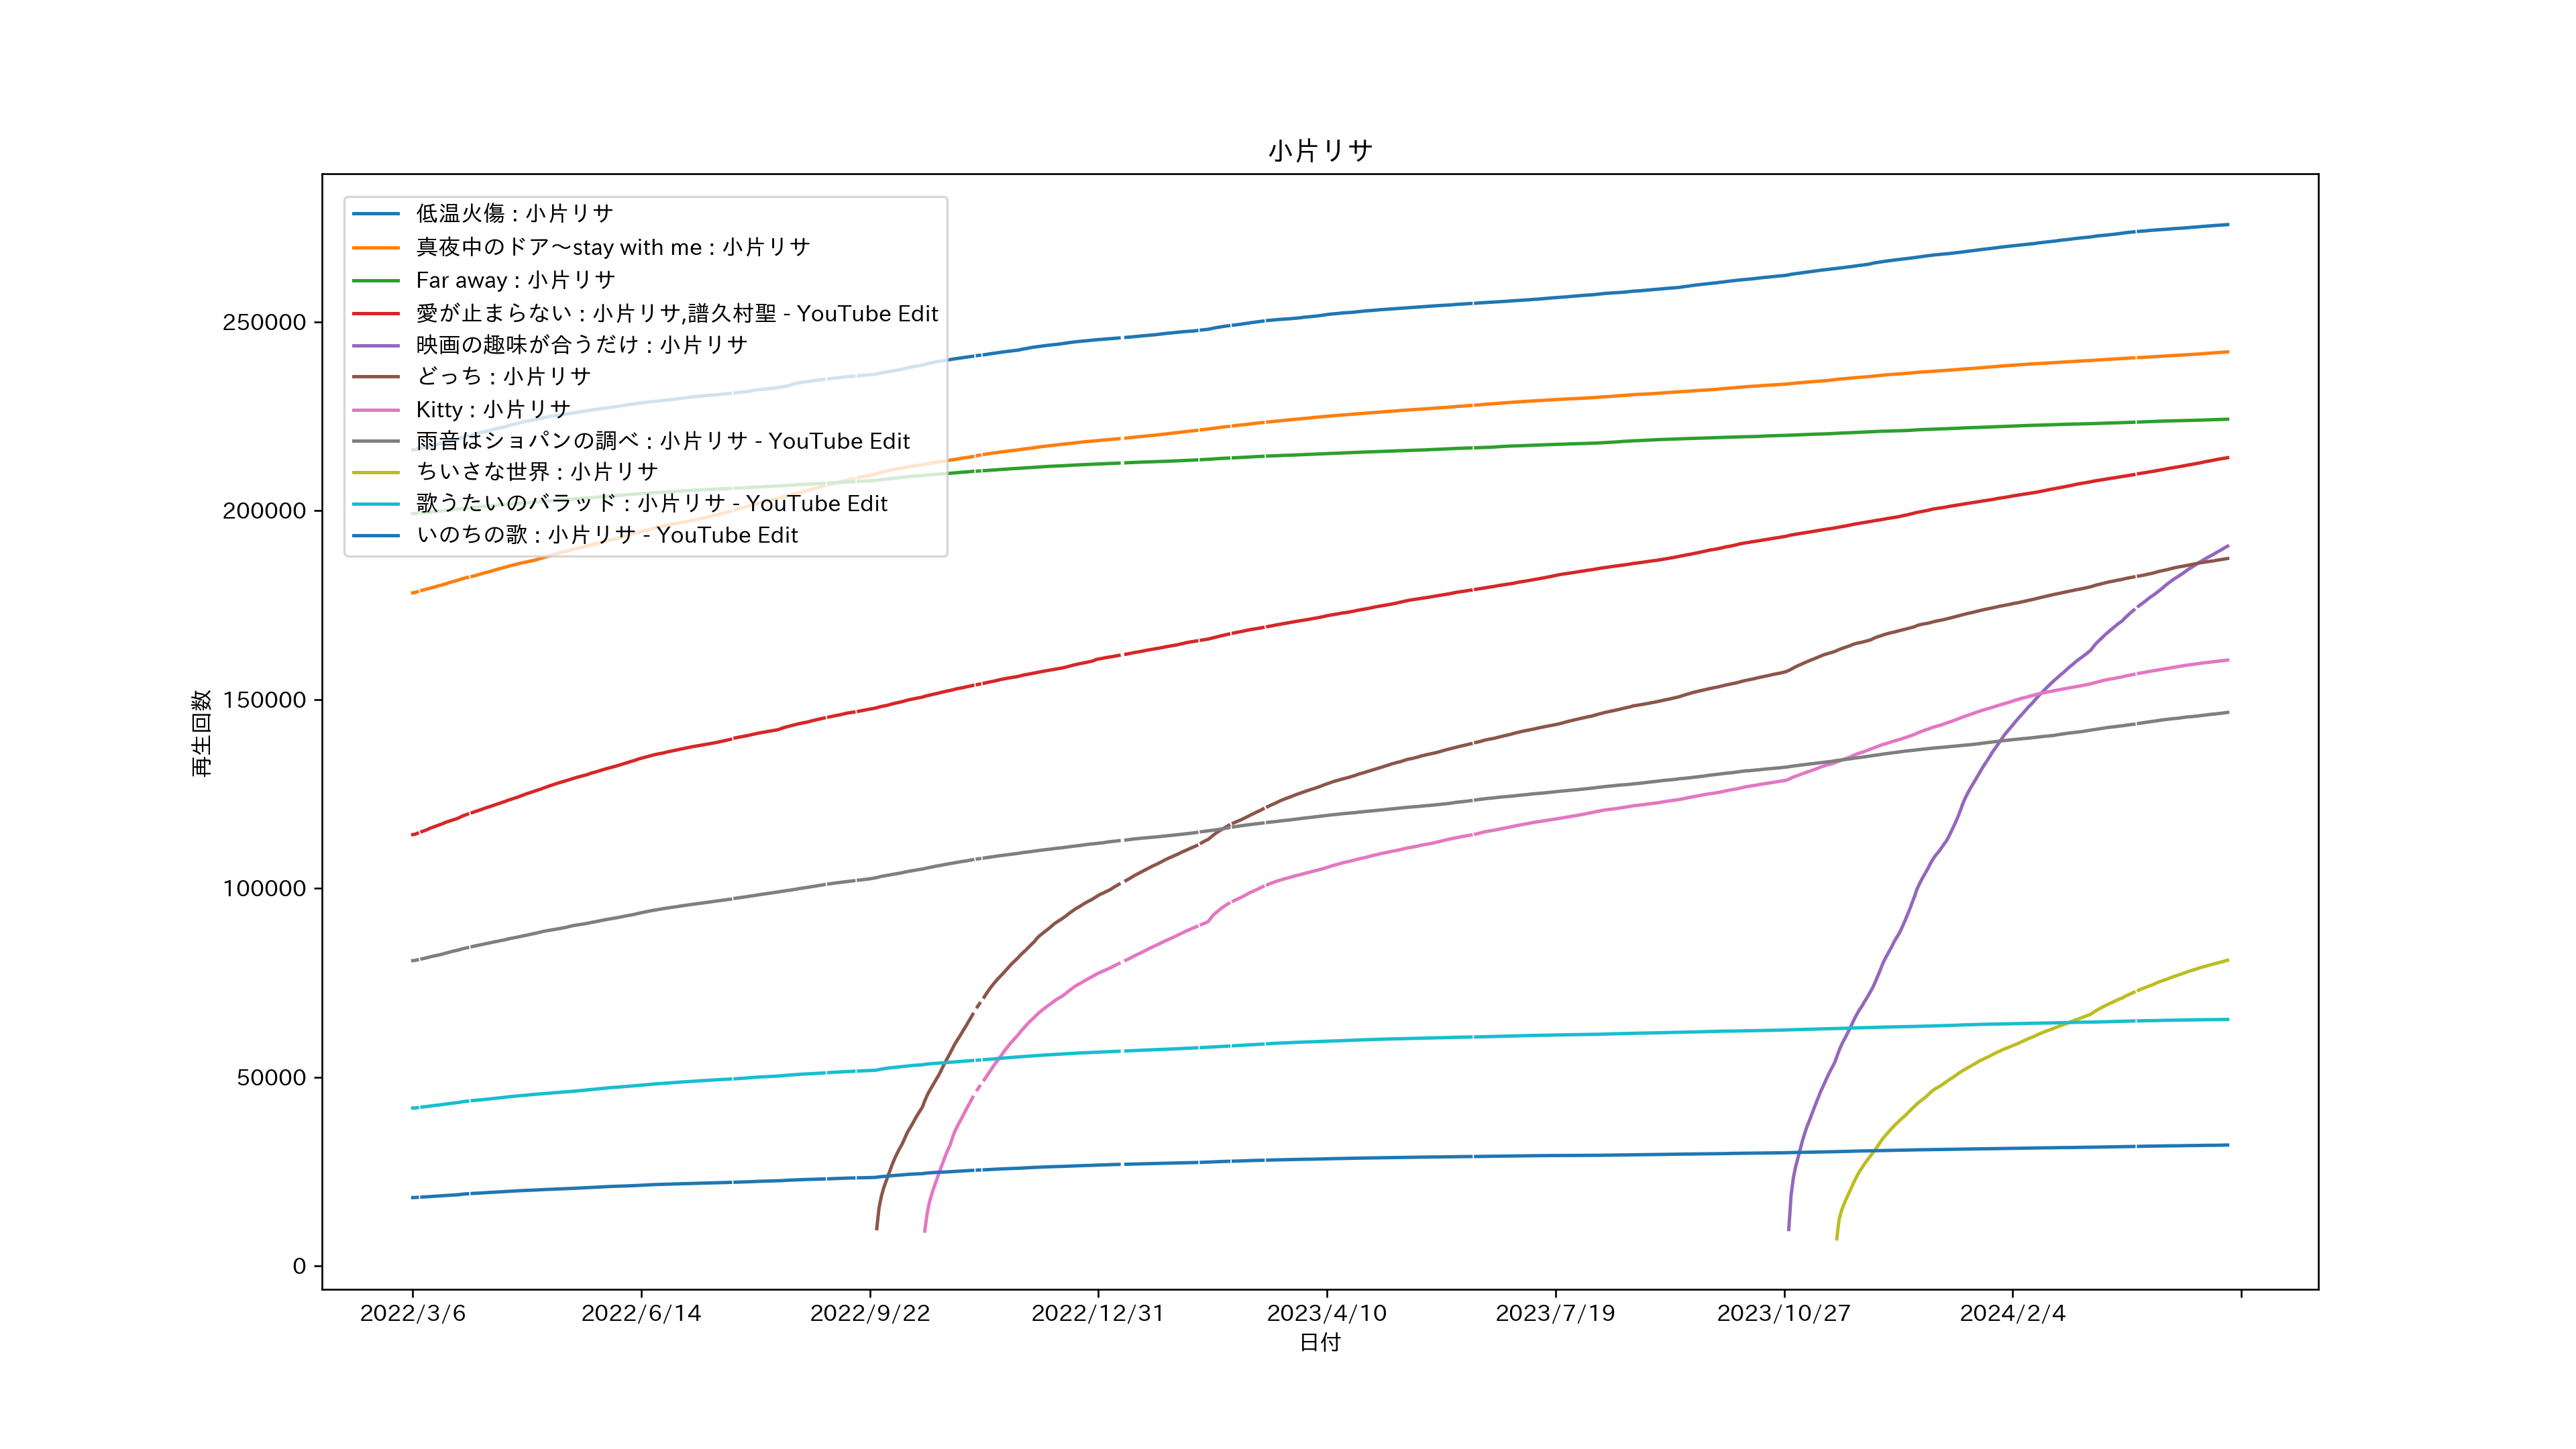 小片リサ
低温火傷 : 小片リサ
真夜中のドア〜stay with me : 小片リサ
Far away : 小片リサ
愛が止まらない : 小片リサ,譜久村聖 - YouTube Edit
映画の趣味が合うだけ : 小片リサ
どっち : 小片リサ
Kitty : 小片リサ
雨音はショパンの調べ : 小片リサ - YouTube Edit
ちいさな世界 : 小片リサ
歌うたいのバラッド : 小片リサ - YouTube Edit
いのちの歌 : 小片リサ - YouTube Edit
再生回数
250000
200000
150000
100000
50000
0
2022/3/6
2022/6/14
2022/9/22
2022/12/31
2023/4/10
2023/7/19
2023/10/27
2024/2/4
日付